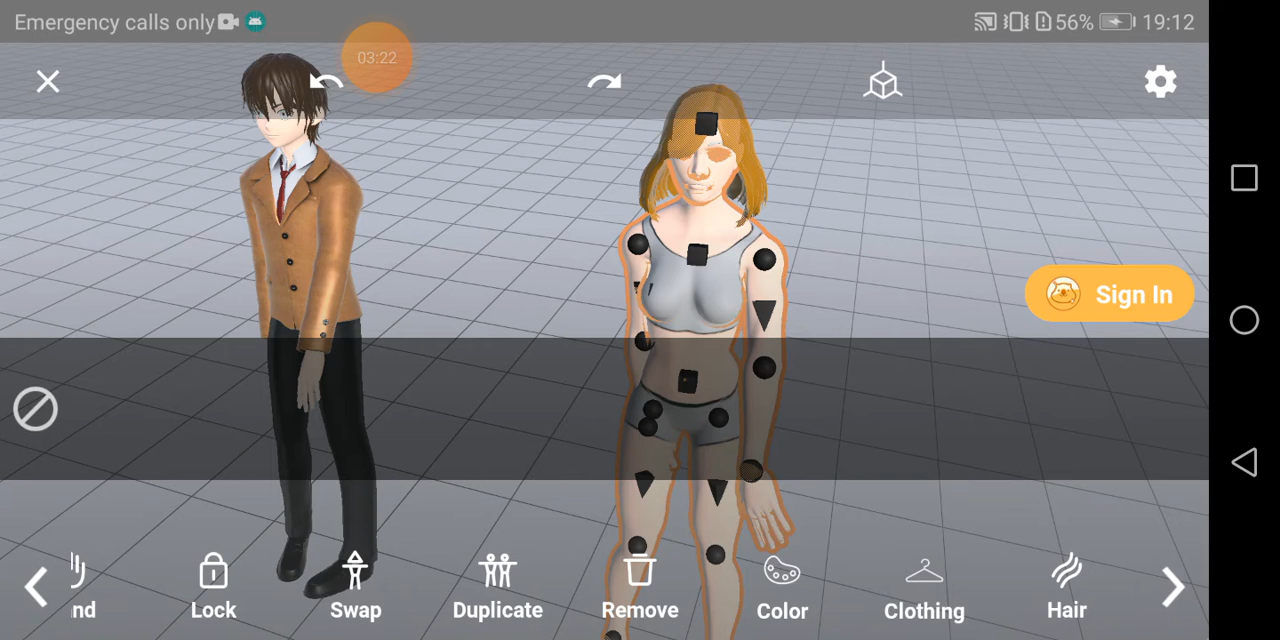 Emergency calls only
56% 19:12
03:22
Sign In
nd Lock Swap Duplicate Remove Color Clothing Hair